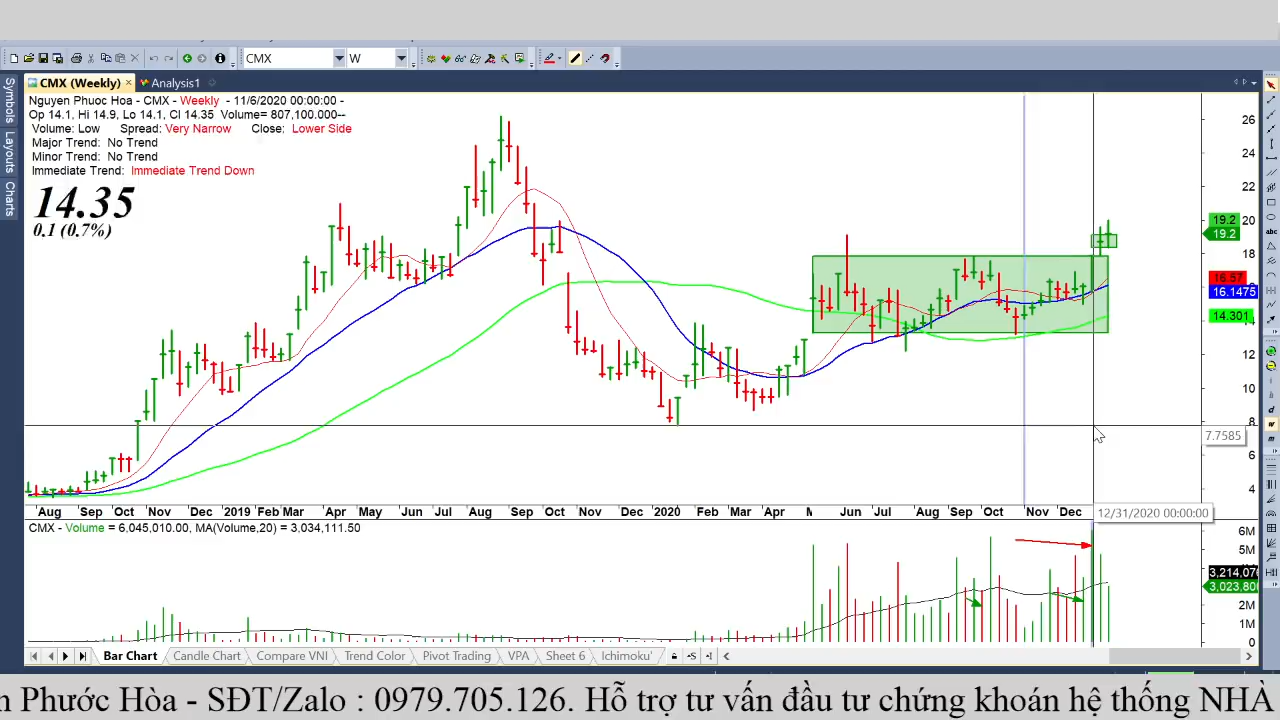 CMX
W
Symbols
Layouts
Charts
CMX (Weekly)
Analysis1
Nguyen Phuoc Hoa - CMX - Weekly - 11/6/2020 00:00:00 -
Op 14.1, Hi 14.9, Lo 14.1, Cl 14.35 Volume= 807,100.000--
Volume: Low Spread: Very Narrow Close: Lower Side
Major Trend: No Trend
Minor Trend: No Trend
Immediate Trend: Immediate Trend Down
14.35
0.1 (0.7%)
26
24
22
20
19.2
19.2
18
16.57
16.1475
14.301
12
10
8
7.7585
6
4
Aug Sep Oct Nov Dec 2019 Feb Mar Apr May Jun Jul Aug Sep Oct Nov Dec 2020 Feb Mar Apr M Jun Jul Aug Sep Oct Nov Dec
12/31/2020 00:00:00
CMX - Volume = 6,045,010.00, MA(Volume,20) = 3,034,111.50
6M
5M
3,023,80
2M
1M
0
Bar Chart Candle Chart Compare VNI Trend Color Pivot Trading VPA Sheet 6 Ichimoku'
n Phước Hòa - SĐT/Zalo : 0979.705.126. Hỗ trợ tư vấn đầu tư chứng khoán hệ thống NHÀ